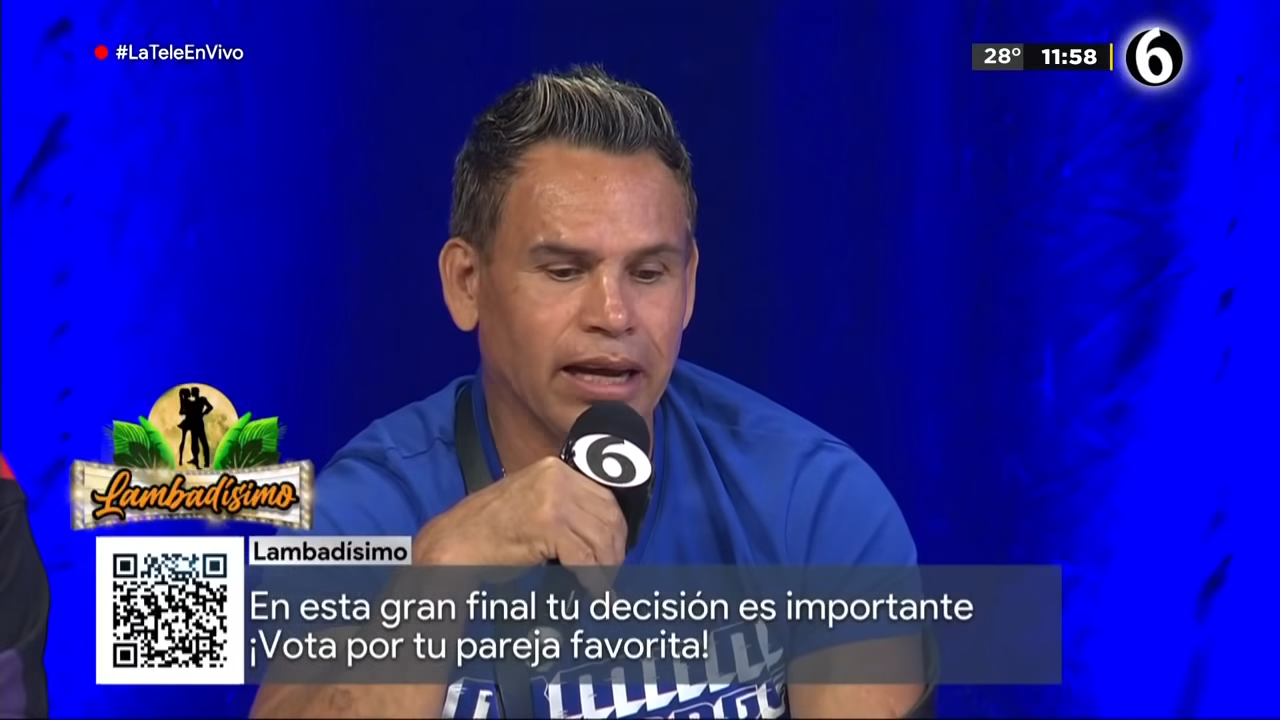 #LaTeleEnVivo
28° 11:58 6
6
Lambadísimo
Lambadísimo
En esta gran final tu decisión es importante
¡Vota por tu pareja favorita!